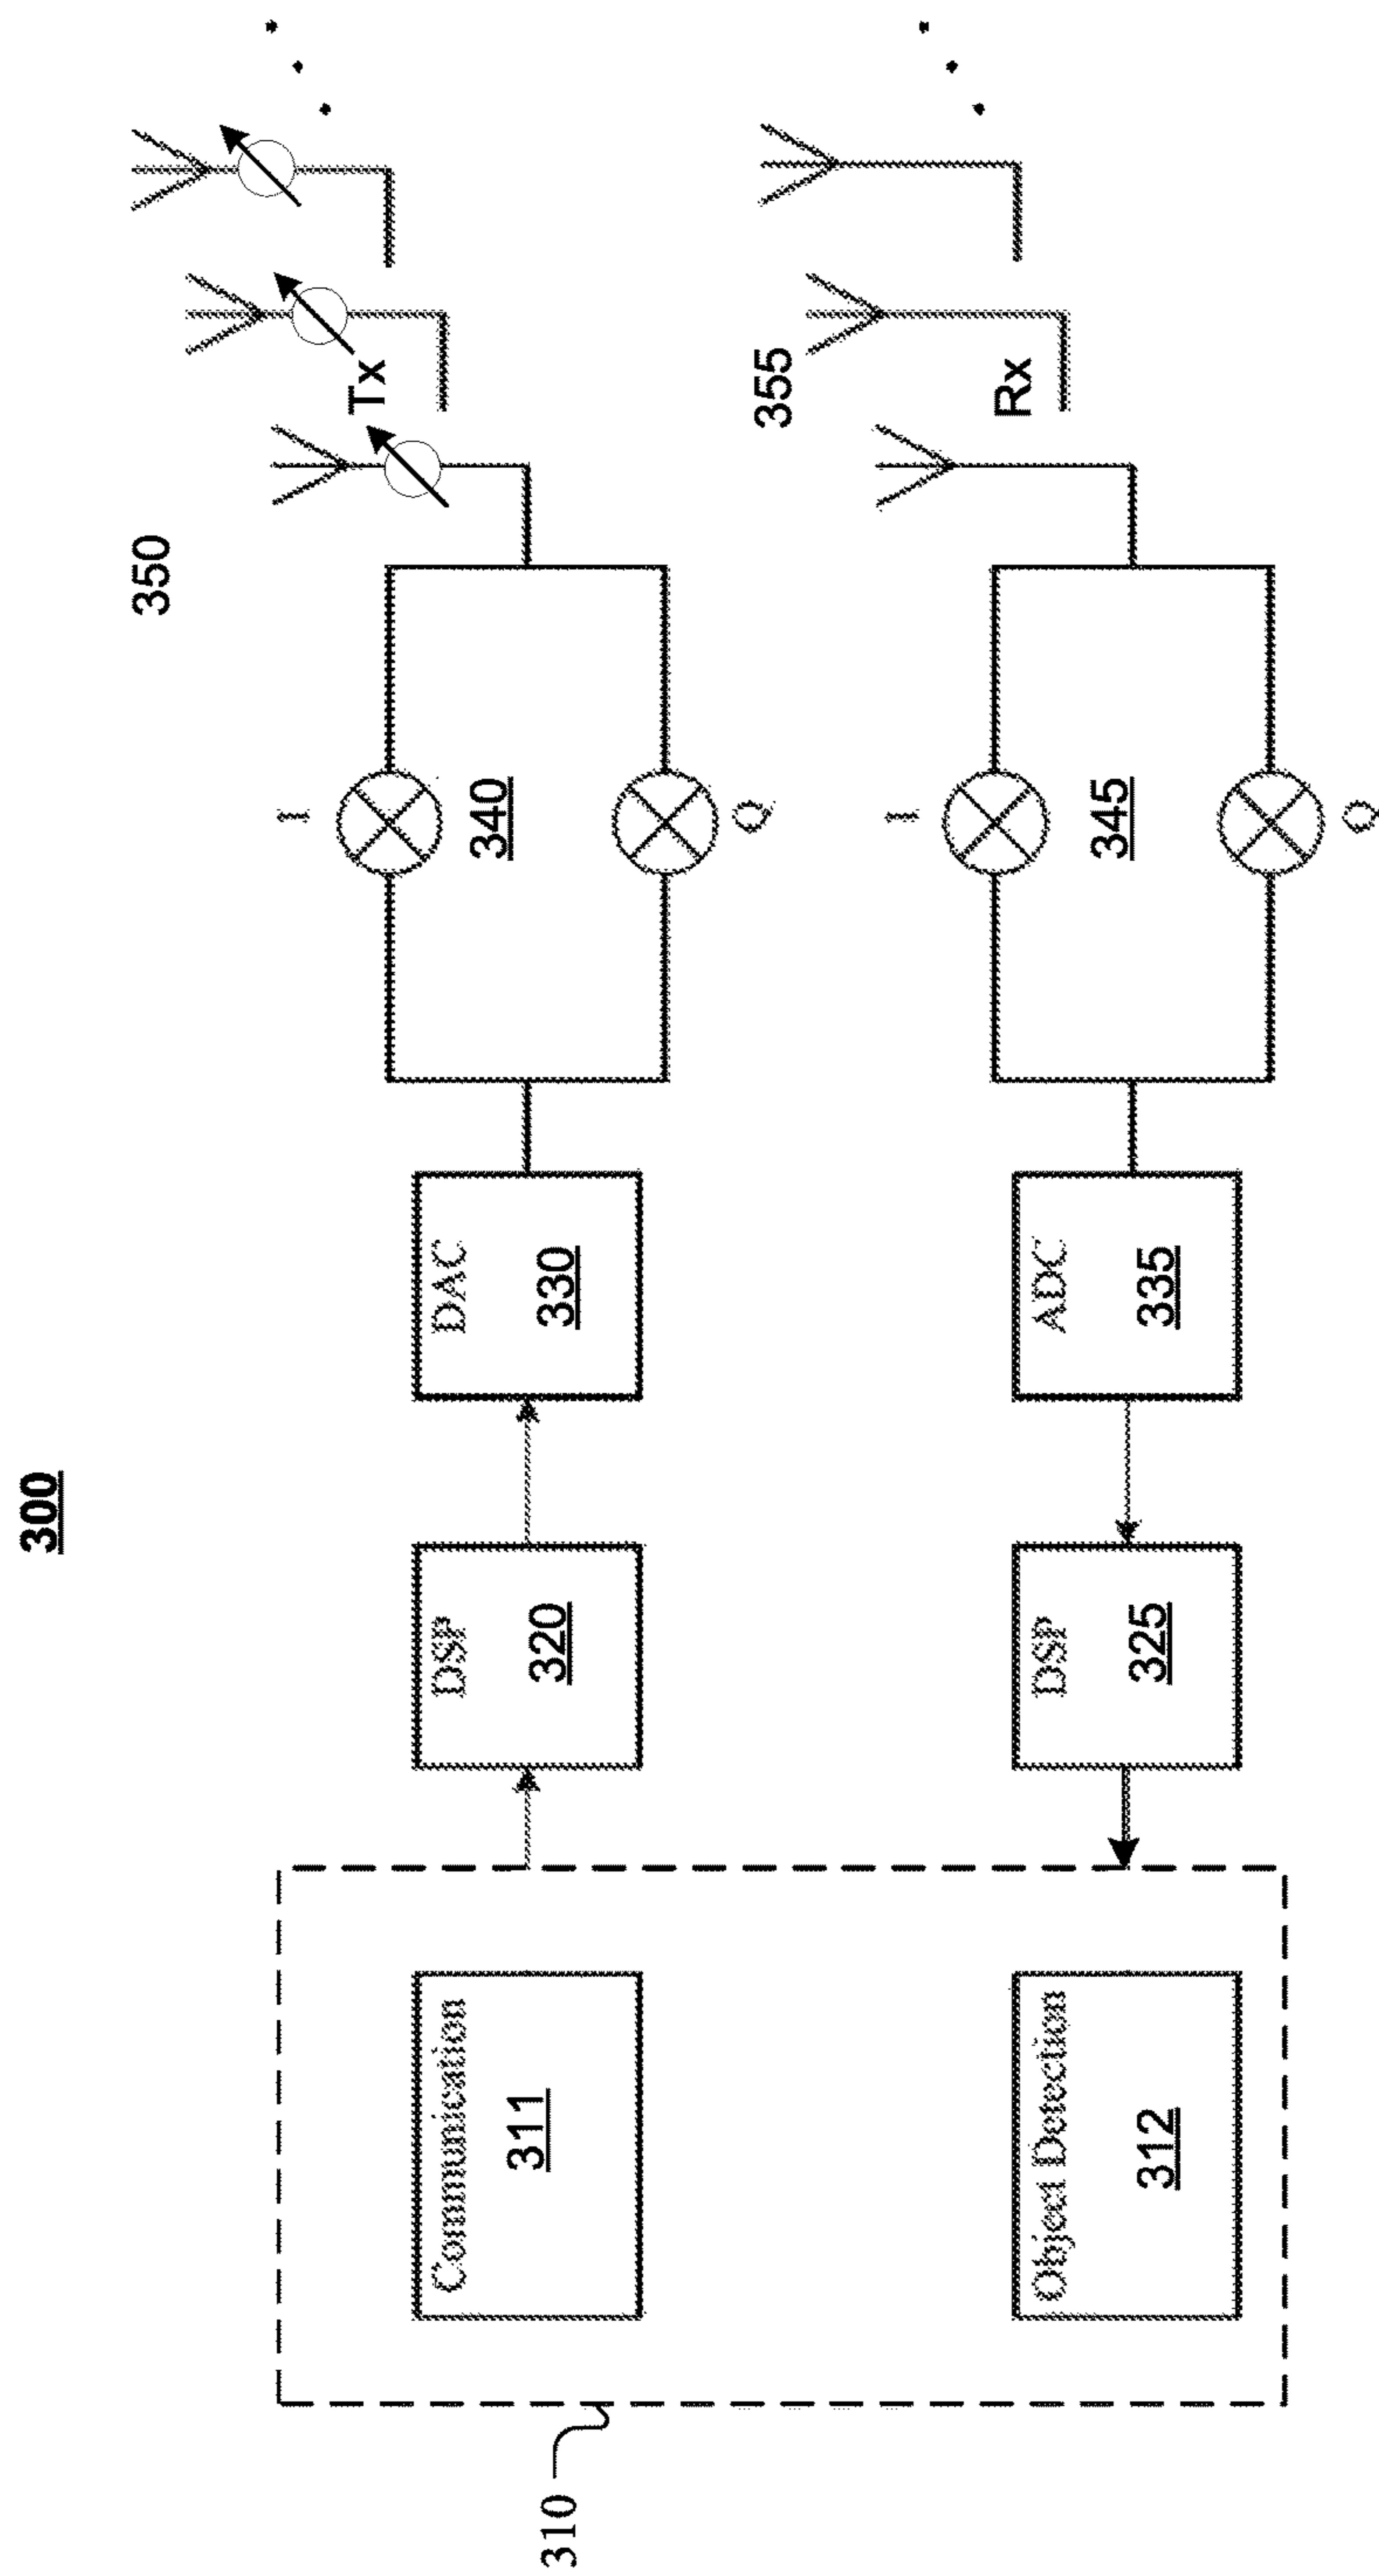 300
350
Tx
I
340
Q
DAC
330
DSP
320
Communication
311
310
355
Rx
I
345
Q
ADC
335
DSP
325
Object Detection
312